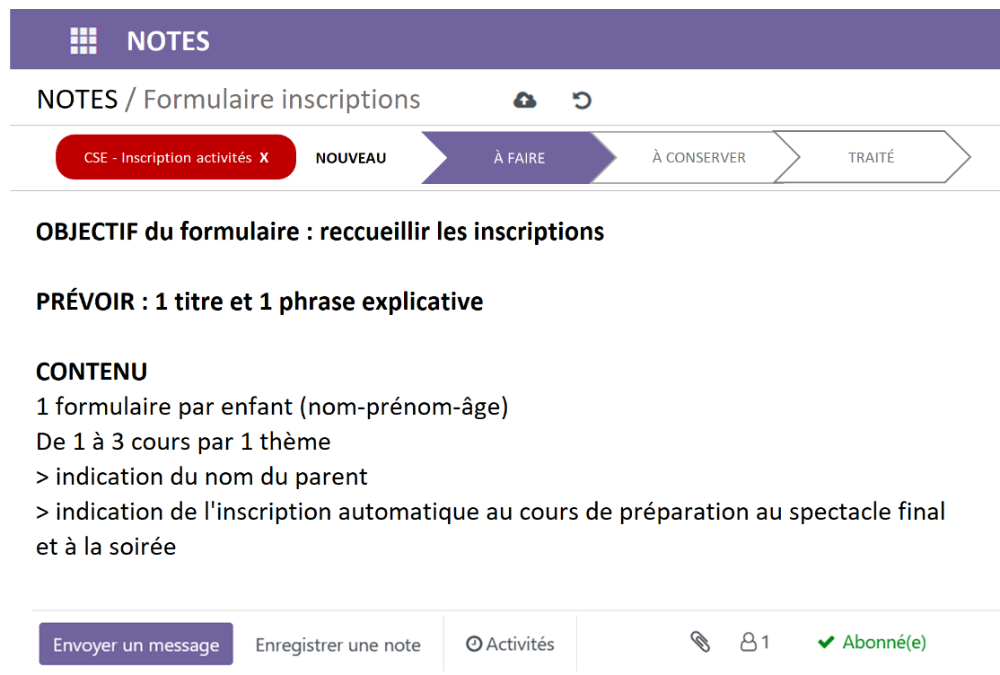 NOTES
NOTES / Formulaire inscriptions
CSE - Inscription activités X NOUVEAU À FAIRE À CONSERVER TRAITÉ
OBJECTIF du formulaire : reccueillir les inscriptions
PRÉVOIR : 1 titre et 1 phrase explicative
CONTENU
1 formulaire par enfant (nom-prénom-âge)
De 1 à 3 cours par 1 thème
> indication du nom du parent
> indication de l'inscription automatique au cours de préparation au spectacle final
et à la soirée
Envoyer un message Enregistrer une note Activités 1 Abonné(e)